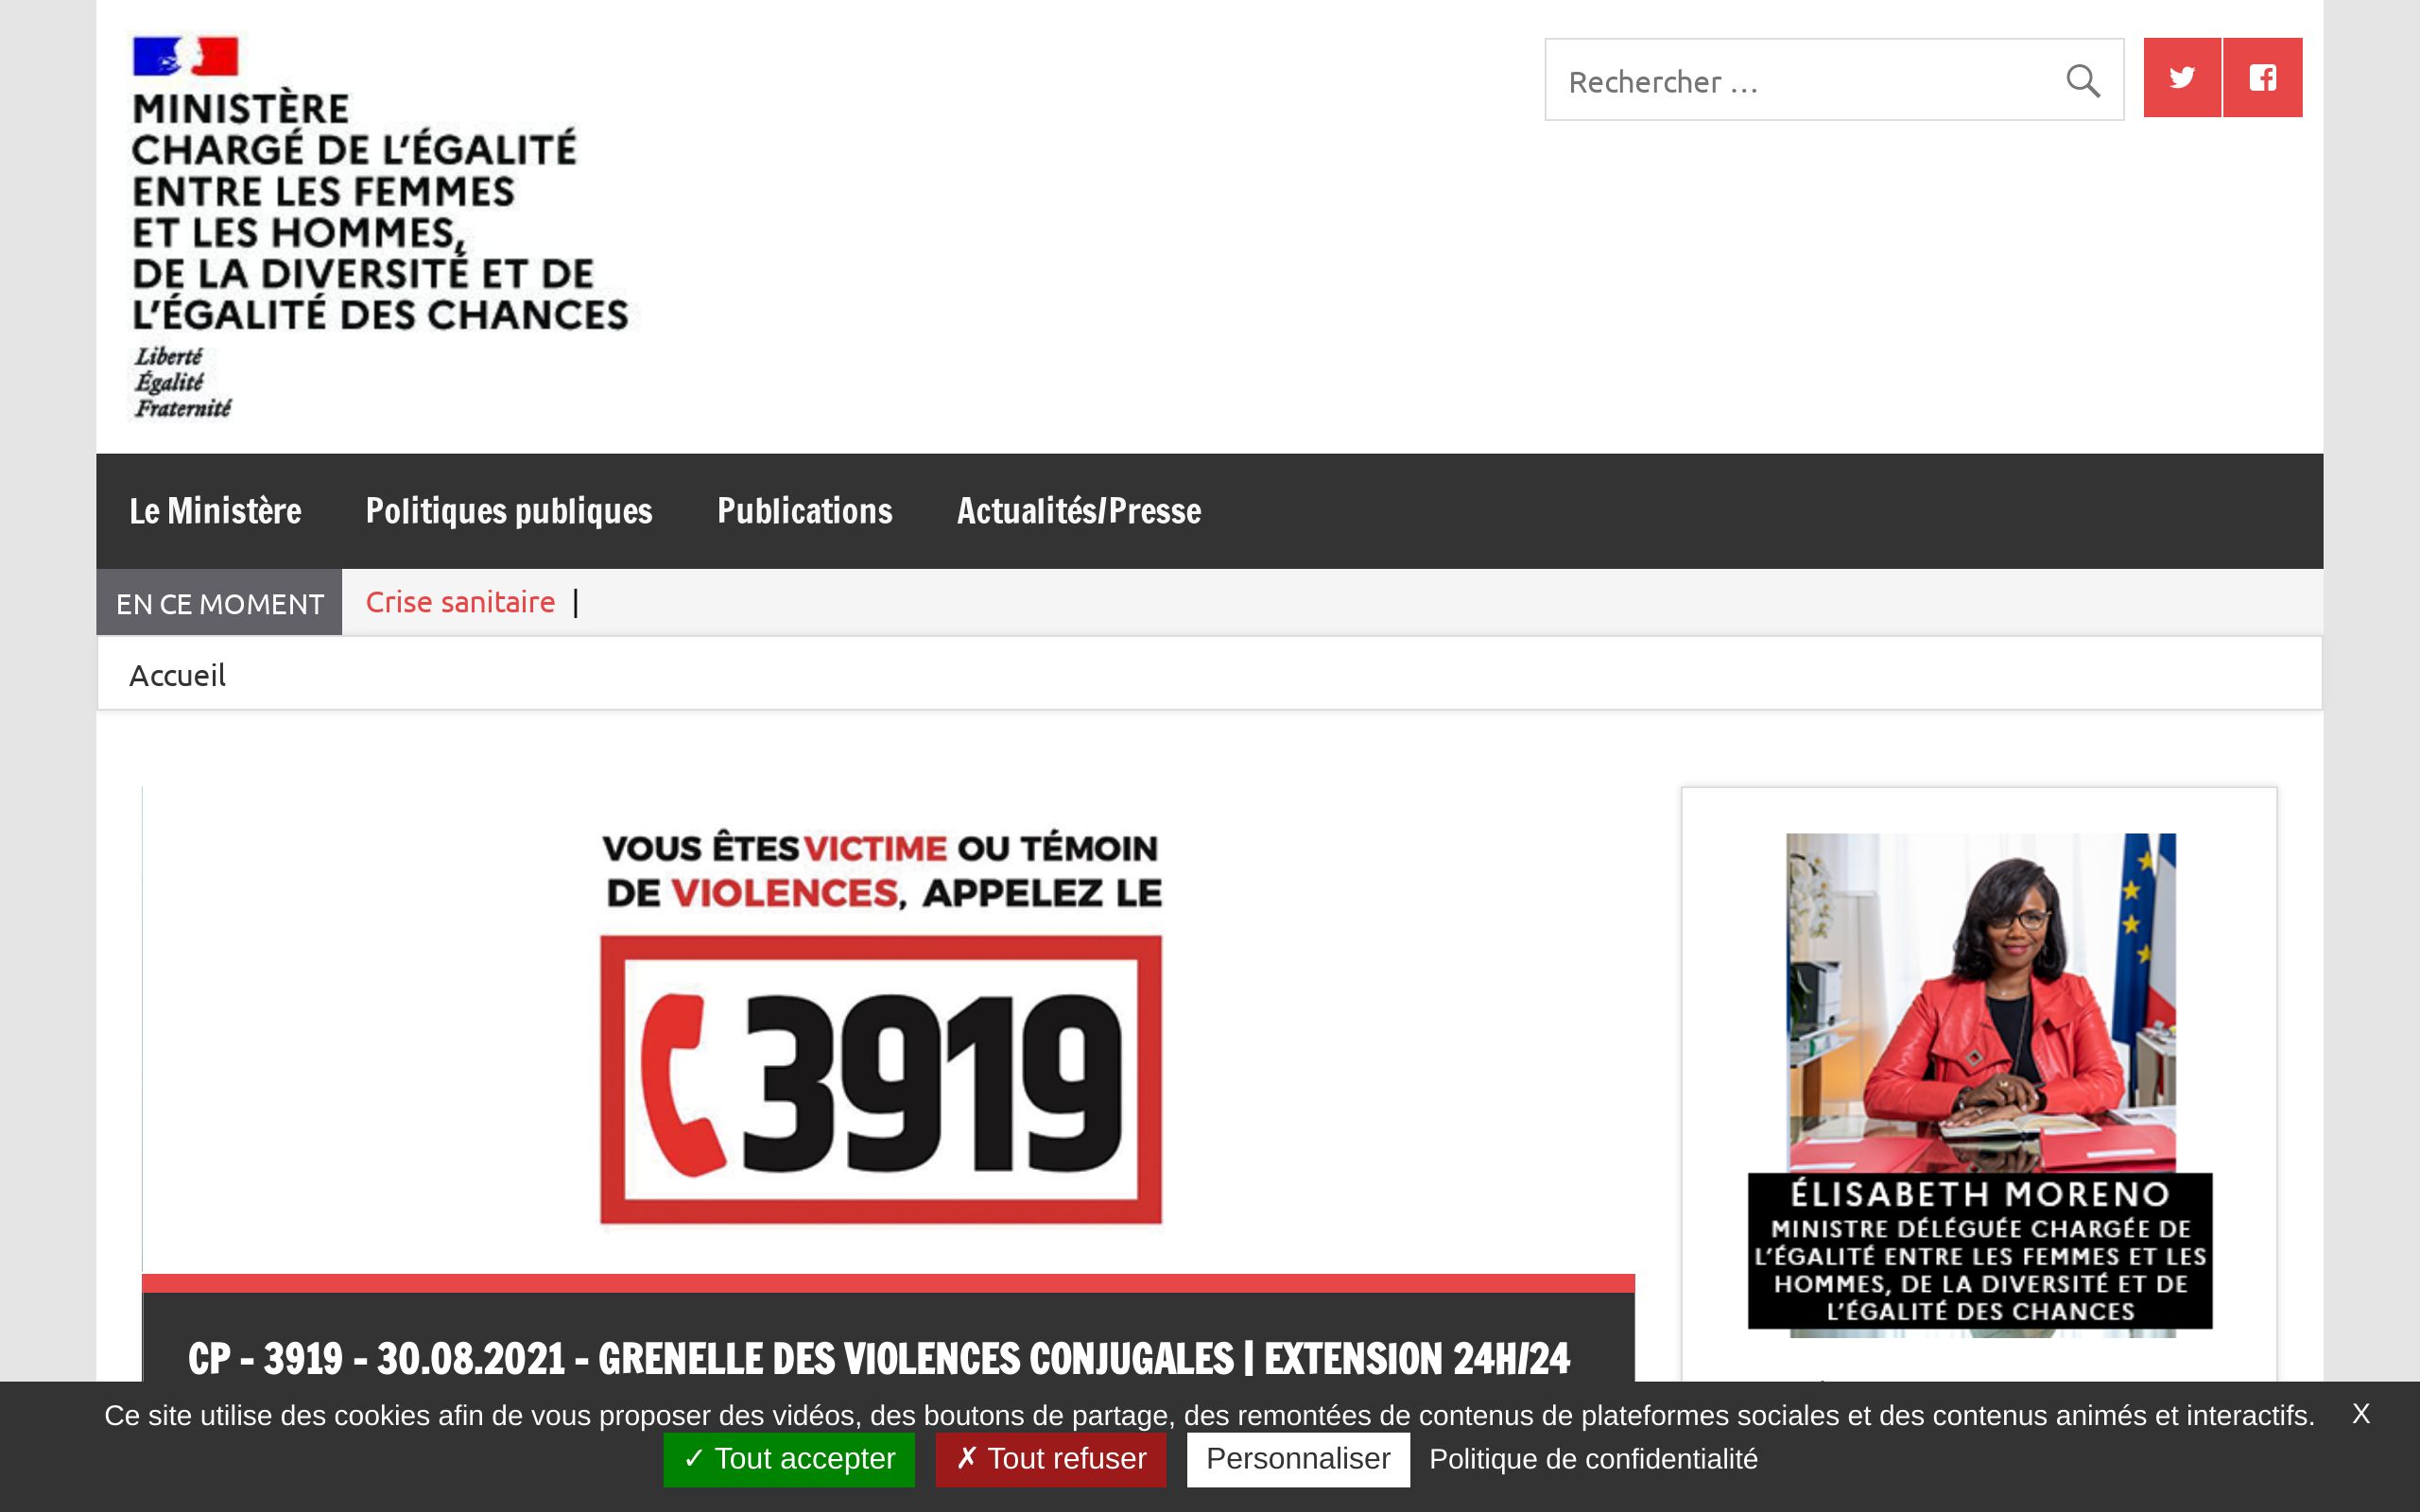 MINISTÈRE
CHARGÉ DE L'ÉGALITÉ
ENTRE LES FEMMES
ET LES HOMMES,
DE LA DIVERSITÉ ET DE
L'ÉGALITÉ DES CHANCES
Liberté
Égalité
Fraternité
Rechercher …
Le Ministère Politiques publiques Publications Actualités/Presse
EN CE MOMENT Crise sanitaire |
Accueil
VOUS ÊTES VICTIME OU TÉMOIN
DE VIOLENCES, APPELEZ LE
3919
CP - 3919 - 30.08.2021 - GRENELLE DES VIOLENCES CONJUGALES | EXTENSION 24H/24
ÉLISABETH MORENO
MINISTRE DÉLÉGUÉE CHARGÉE DE
L'ÉGALITÉ ENTRE LES FEMMES ET LES
HOMMES, DE LA DIVERSITÉ ET DE
L'ÉGALITÉ DES CHANCES
Ce site utilise des cookies afin de vous proposer des vidéos, des boutons de partage, des remontées de contenus de plateformes sociales et des contenus animés et interactifs. X
✓ Tout accepter ✗ Tout refuser Personnaliser Politique de confidentialité